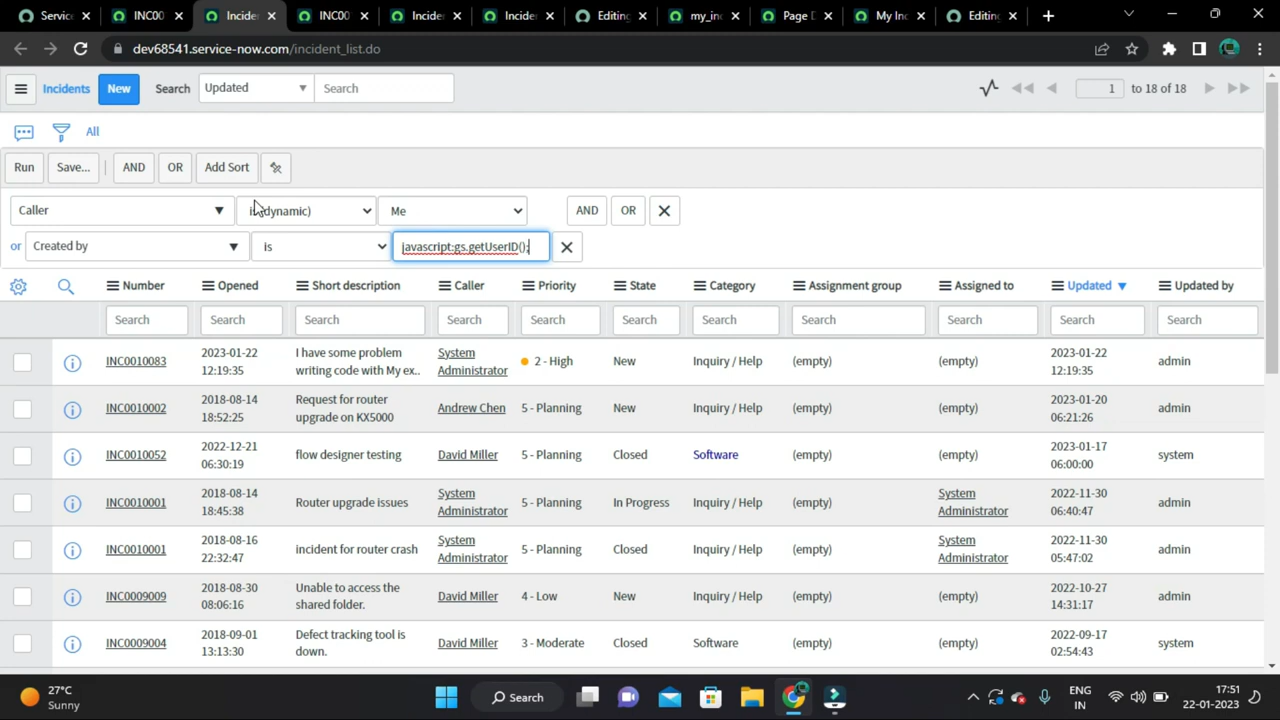 Servic
INC00
Incide
INC00
Incide
Incide
Editing
my_in
Page D
My Inc
Editing
dev68541.service-now.com/incident_list.do
Incidents New Search Updated Search 1 to 18 of 18
All
Run Save... AND OR Add Sort
Caller (dynamic) Me AND OR
or Created by is javascript:gs.getUserID();
Number Opened Short description Caller Priority State Category Assignment group Assigned to Updated Updated by
Search Search Search Search Search Search Search Search Search Search Search
INC0010083 2023-01-22 12:19:35 I have some problem writing code with My ex.. System Administrator 2 - High New Inquiry / Help (empty) (empty) 2023-01-22 12:19:35 admin
INC0010002 2018-08-14 18:52:25 Request for router upgrade on KX5000 Andrew Chen 5 - Planning New Inquiry / Help (empty) (empty) 2023-01-20 06:21:26 admin
INC0010052 2022-12-21 06:30:19 flow designer testing David Miller 5 - Planning Closed Software (empty) (empty) 2023-01-17 06:00:00 system
INC0010001 2018-08-14 18:45:38 Router upgrade issues System Administrator 5 - Planning In Progress Inquiry / Help (empty) System Administrator 2022-11-30 06:40:47 admin
INC0010001 2018-08-16 22:32:47 incident for router crash System Administrator 5 - Planning Closed Inquiry / Help (empty) System Administrator 2022-11-30 05:47:02 admin
INC0009009 2018-08-30 08:06:16 Unable to access the shared folder. David Miller 4 - Low New Inquiry / Help (empty) (empty) 2022-10-27 14:31:17 admin
INC0009004 2018-09-01 13:13:30 Defect tracking tool is down. David Miller 3 - Moderate Closed Software (empty) (empty) 2022-09-17 02:54:43 system
27°C
Sunny
Search
ENG
IN
17:51
22-01-2023